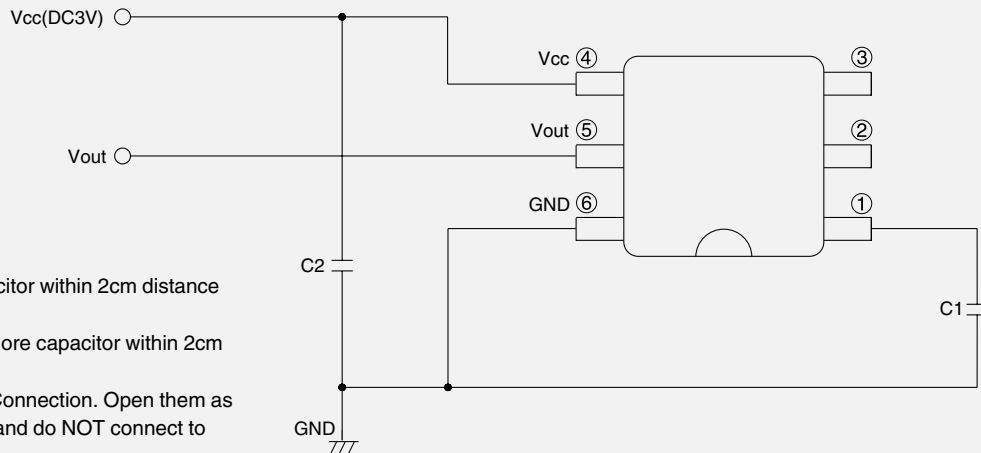 Vcc(DC3V)
Vcc ④
③
Vout ⑤
②
Vout
GND ⑥
①
C2
citor within 2cm distance
C1
ore capacitor within 2cm
Connection. Open them as
and do NOT connect to
GND